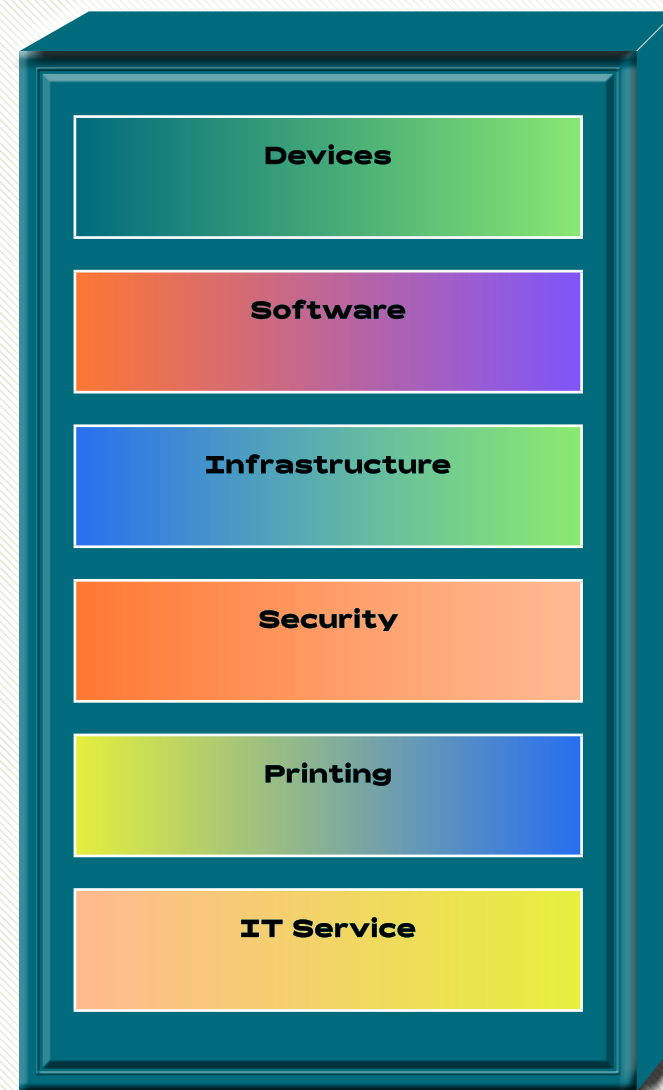 Devices
Software
Infrastructure
Security
Printing
IT Service